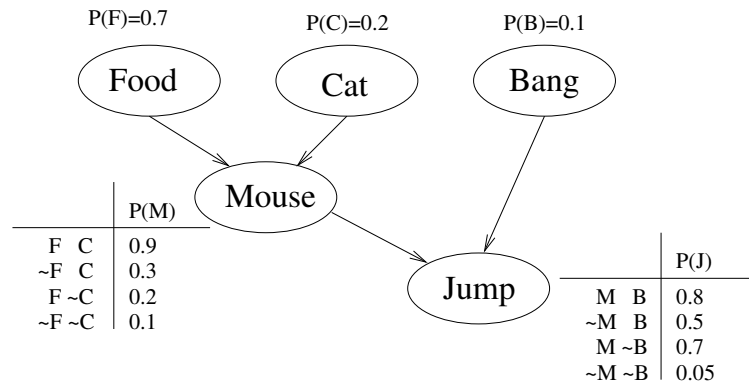 P(F)=0.7 P(C)=0.2 P(B)=0.1
Food Cat Bang
Mouse
P(M)
F C 0.9
~F C 0.3
F ~C 0.2
~F ~C 0.1
Jump
P(J)
M B 0.8
~M B 0.5
M ~B 0.7
~M ~B 0.05